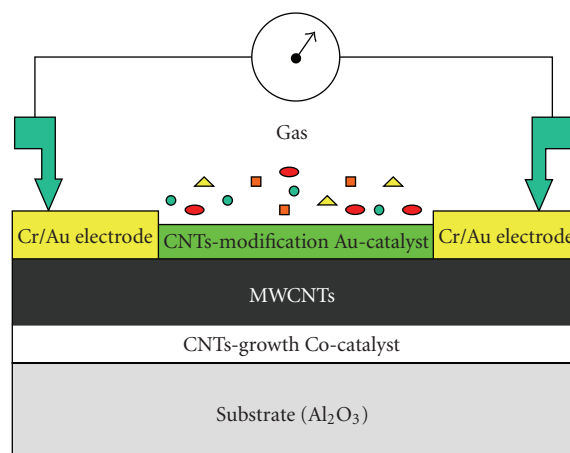 Gas
Cr/Au electrode
CNTs-modification Au-catalyst
Cr/Au electrode
MWCNTs
CNTs-growth Co-catalyst
Substrate (Al₂O₃)